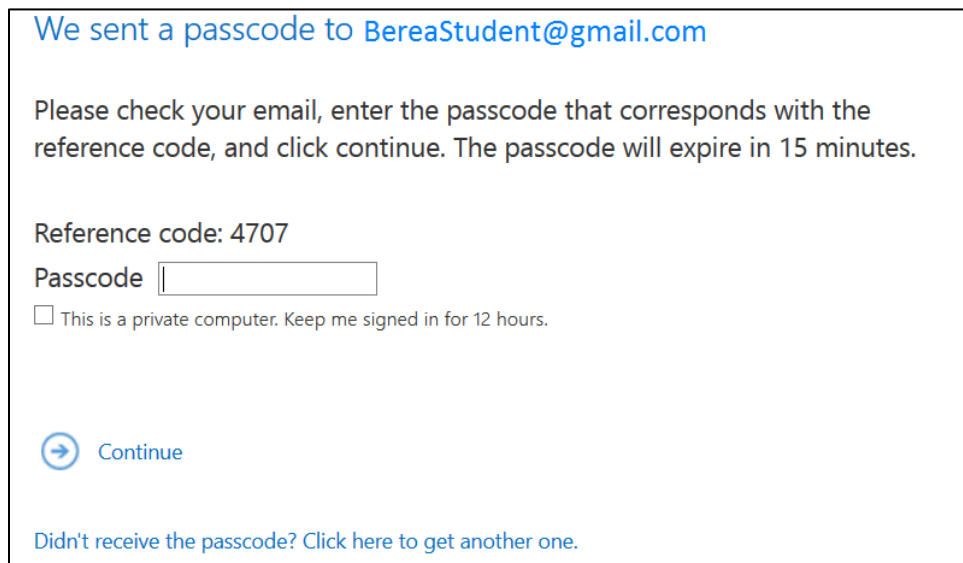 We sent a passcode to BereaStudent@gmail.com
Please check your email, enter the passcode that corresponds with the
reference code, and click continue. The passcode will expire in 15 minutes.
Reference code: 4707
Passcode
This is a private computer. Keep me signed in for 12 hours.
Continue
Didn't receive the passcode? Click here to get another one.